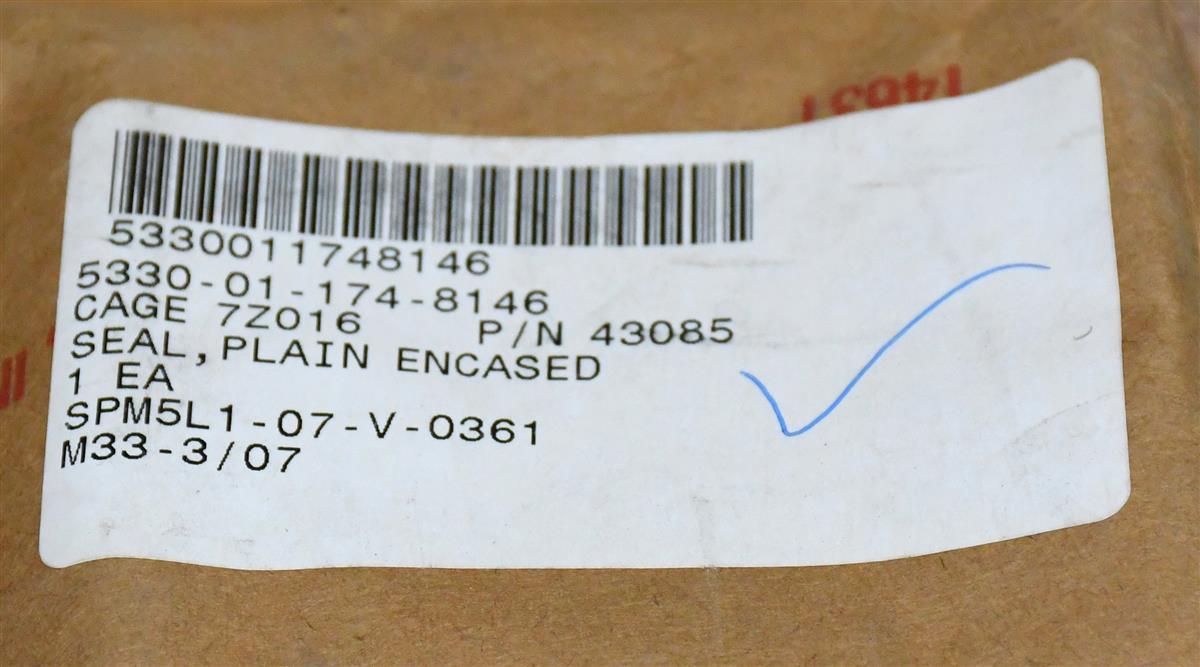 14631
5330011748146
5330-01-174-8146
CAGE 7Z016 P/N 43085
SEAL, PLAIN ENCASED
1 EA
SPM5L1-07-V-0361
M33-3/07